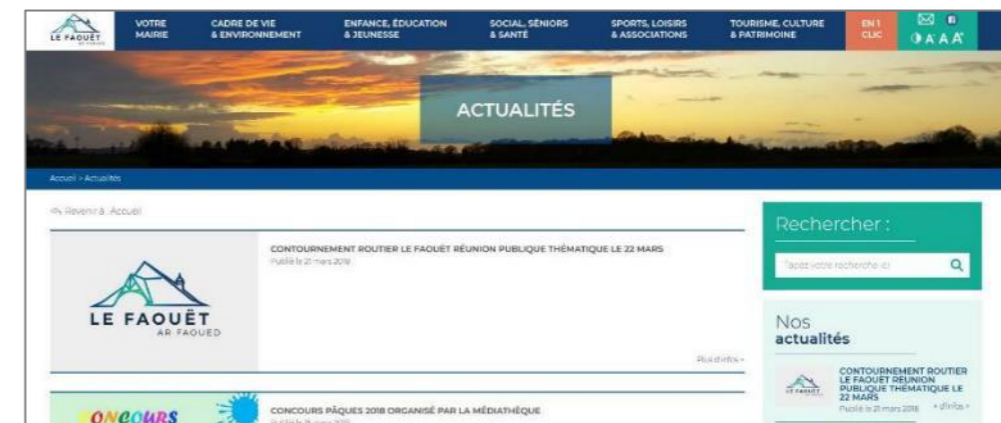 LE FAOUËT
AR FAOUED
VOTRE
MAIRIE
CADRE DE VIE
& ENVIRONNEMENT
ENFANCE, ÉDUCATION
& JEUNESSE
SOCIAL, SÉNIORS
& SANTÉ
SPORTS, LOISIRS
& ASSOCIATIONS
TOURISME, CULTURE
& PATRIMOINE
EN 1
CLIC
A A A
ACTUALITÉS
Accueil > Actualités
Revenir à : Accueil
LE FAOUËT
AR FAOUED
CONTOURNEMENT ROUTIER LE FAOUËT RÉUNION PUBLIQUE THÉMATIQUE LE 22 MARS
Publié le 21 mars 2018
Plus d'infos »
CONCOURS PÂQUES 2018 ORGANISÉ PAR LA MÉDIATHÈQUE
Rechercher :
Tapez votre recherche ici
Nos
actualités
LE FAOUËT
CONTOURNEMENT ROUTIER
LE FAOUËT RÉUNION
PUBLIQUE THÉMATIQUE LE
22 MARS
Publié le 21 mars 2018
+ d'infos »